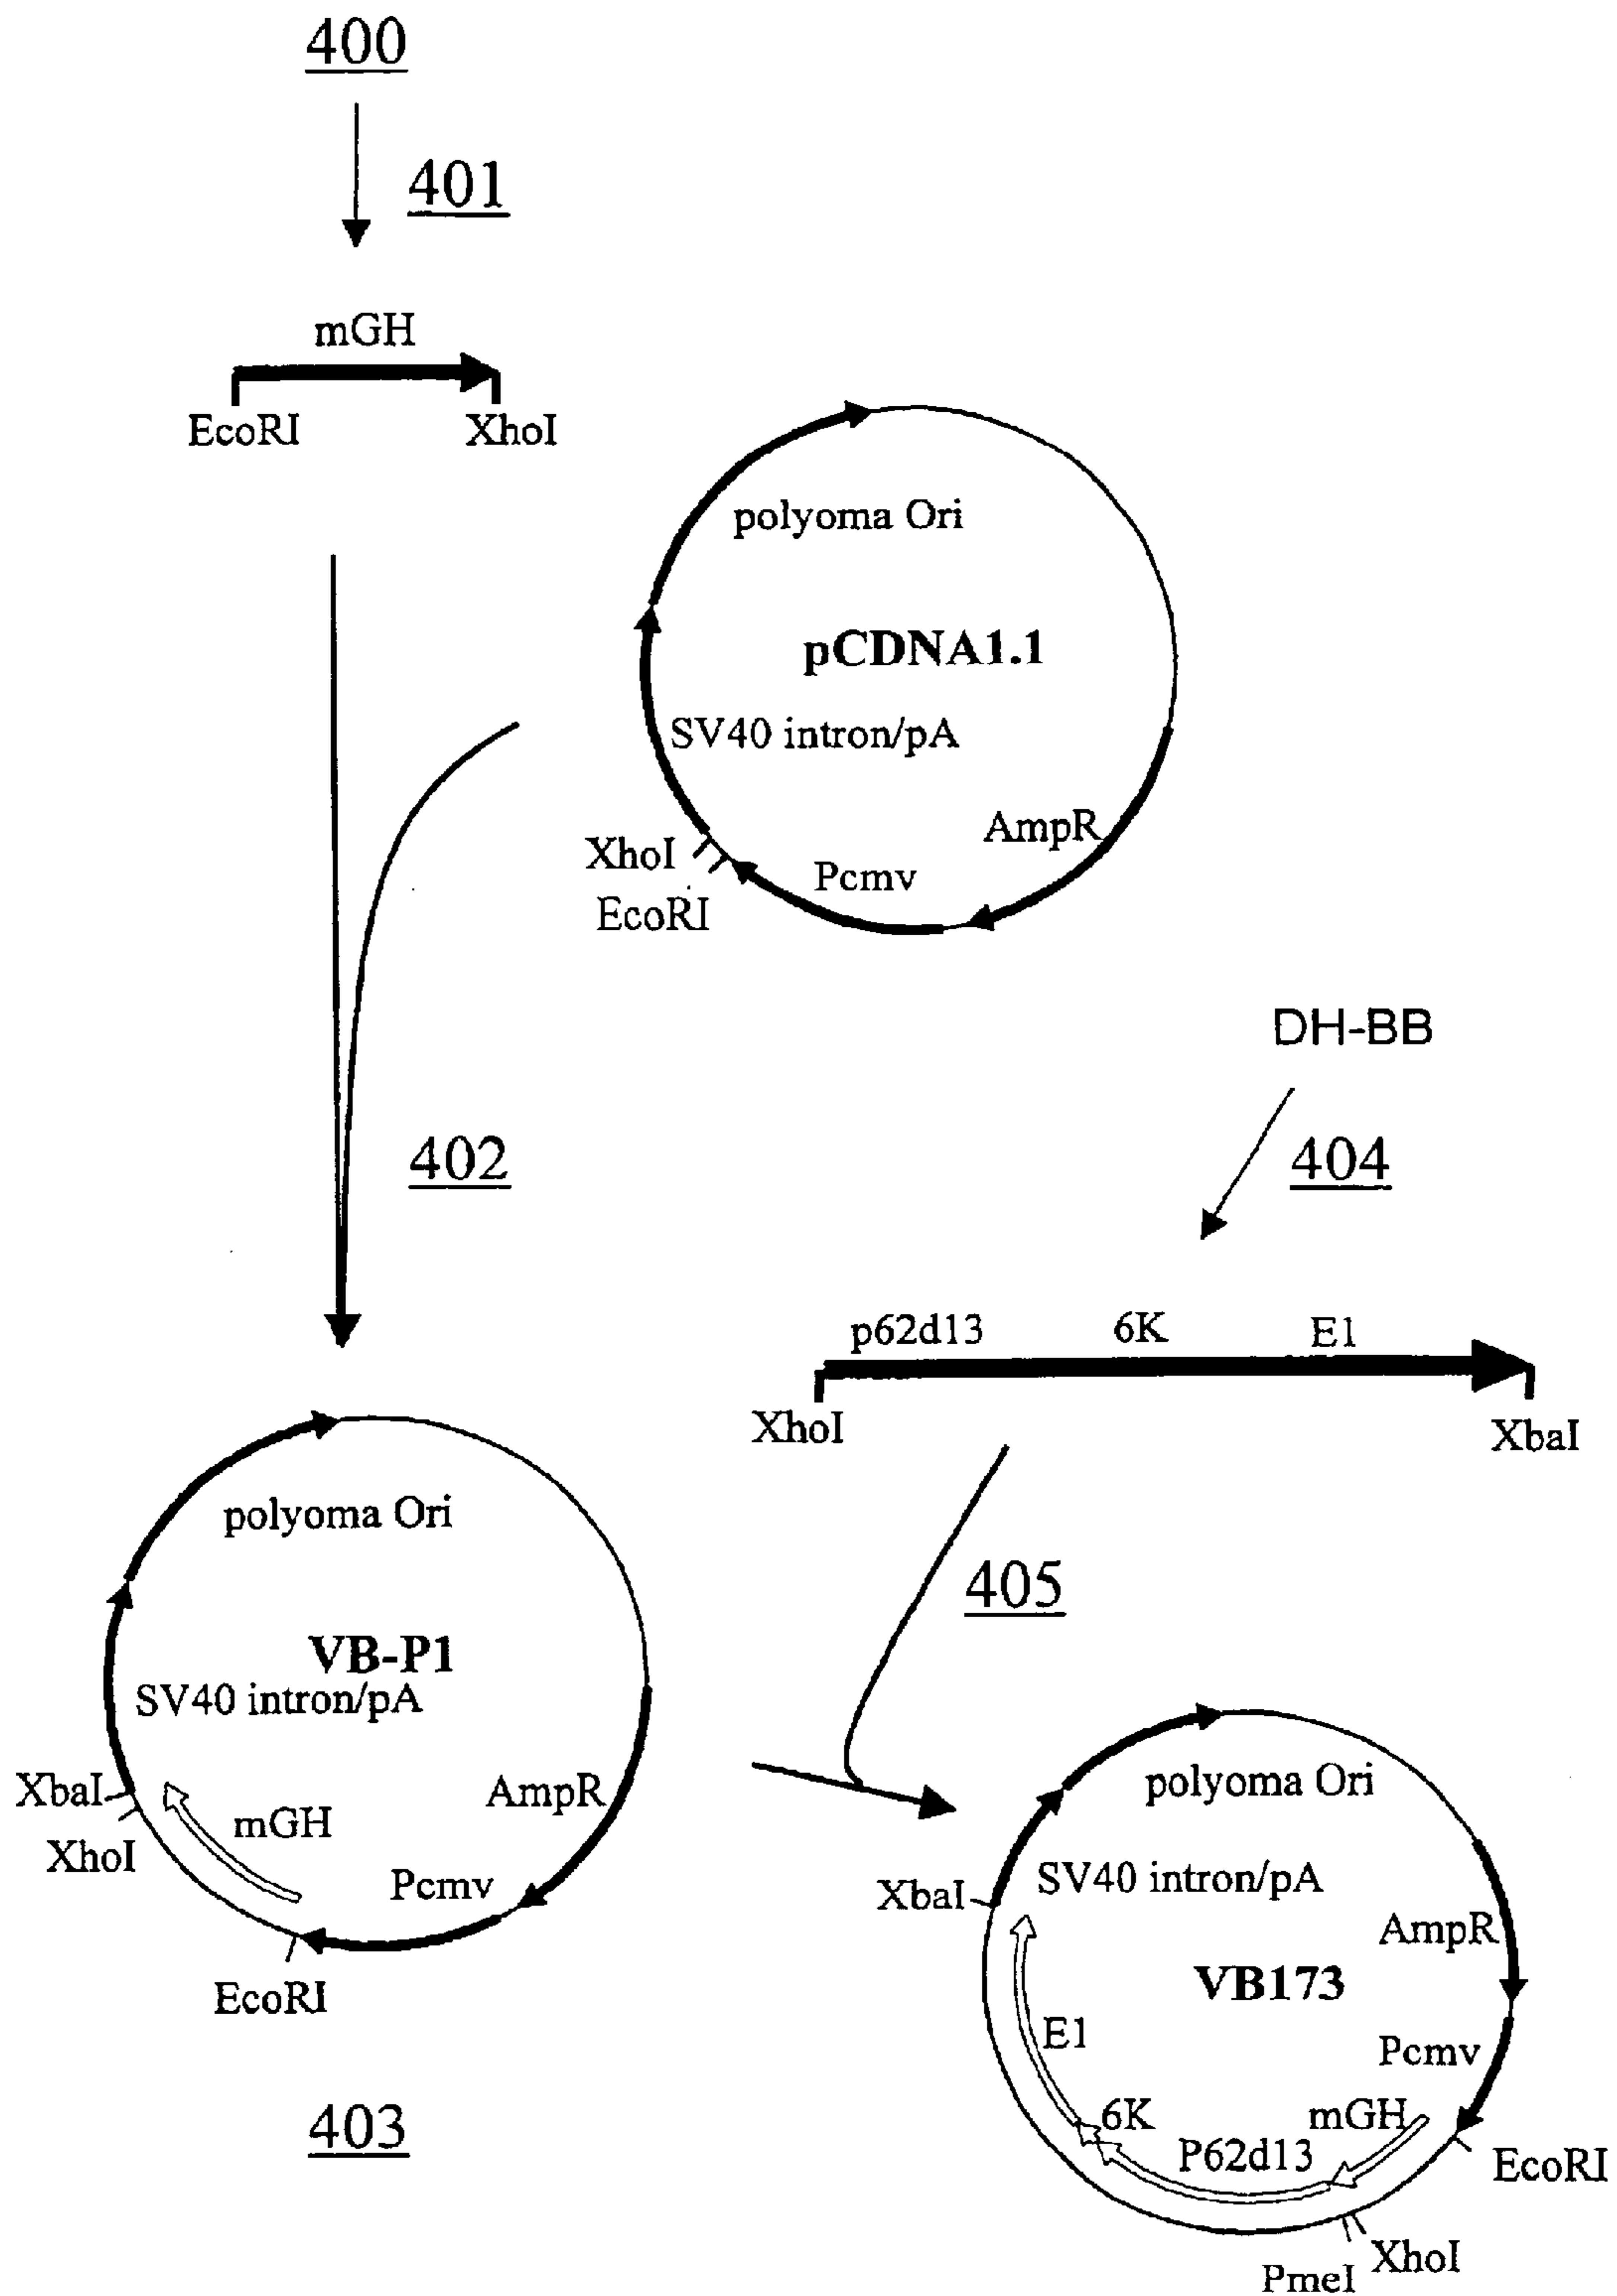 400
401
mGH
EcoRI
XhoI
polyoma Ori
pCDNA1.1
SV40 intron/pA
AmpR
XhoI
Pcmv
EcoRI
DH-BB
402
404
p62d13
6K
E1
XhoI
XbaI
polyoma Ori
405
VB-P1
SV40 intron/pA
XbaI
AmpR
mGH
XhoI
Pcmv
EcoRI
403
polyoma Ori
SV40 intron/pA
XbaI
AmpR
VB173
E1
Pcmv
6K
mGH
P62d13
EcoRI
XhoI
PmeI